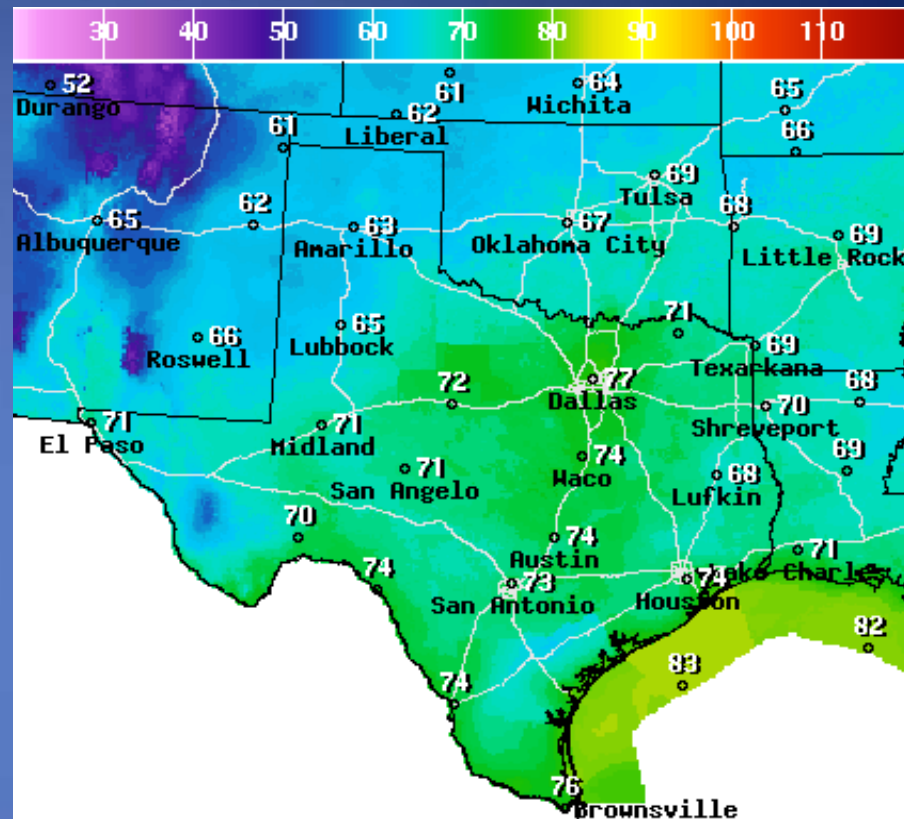 30 40 50 60 70 80 90 100 110
52
Durango
61
62
Liberal
64
Wichita
65
66
61
69
Tulsa
65
Albuquerque
62
63
Amarillo
67
Oklahoma City
68
69
Little Rock
66
Roswell
65
Lubbock
71
69
Texarkana
72
77
Dallas
70
Shreveport
68
71
El Paso
71
Midland
71
San Angelo
74
Waco
68
Lufkin
69
70
74
74
Austin
73
San Antonio
74
Houston
71
Lake Charles
82
83
74
76
Brownsville